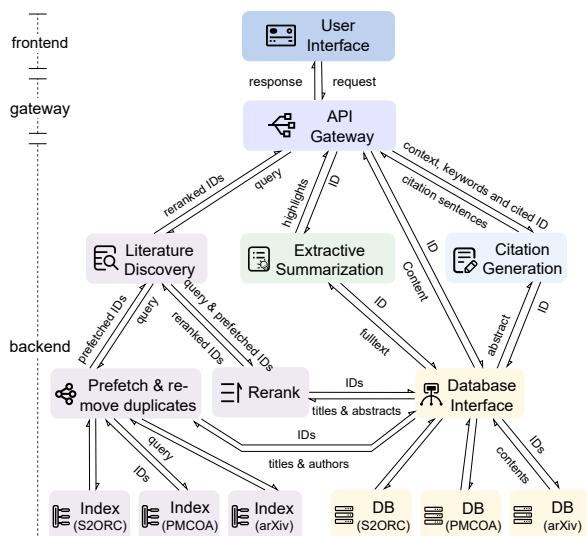 frontend
User
Interface
response
request
gateway
API
Gateway
reranked IDs
query
highlights
ID
context, keywords and cited ID
citation sentences
ID
Content
Literature
Discovery
Extractive
Summarization
Citation
Generation
backend
prefetched IDs
query
query & prefetched IDs
reranked IDs
ID
fulltext
abstract
ID
Prefetch & re-
move duplicates
Rerank
IDs
titles & abstracts
Database
Interface
IDs
titles & authors
query
IDs
IDs
contents
Index
(S2ORC)
Index
(PMCOA)
Index
(arXiv)
DB
(S2ORC)
DB
(PMCOA)
DB
(arXiv)